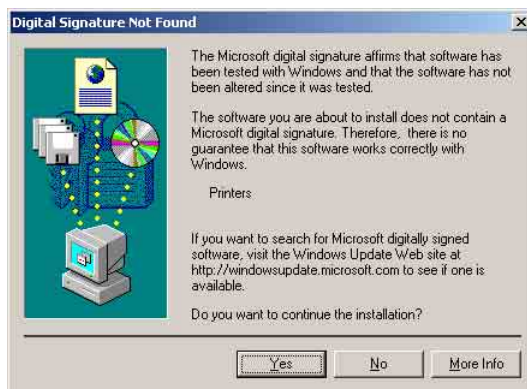 Digital Signature Not Found
The Microsoft digital signature affirms that software has
been tested with Windows and that the software has not
been altered since it was tested.
The software you are about to install does not contain a
Microsoft digital signature. Therefore, there is no
guarantee that this software works correctly with
Windows.
Printers
If you want to search for Microsoft digitally signed
software, visit the Windows Update Web site at
http://windowsupdate.microsoft.com to see if one is
available.
Do you want to continue the installation?
Yes No More Info